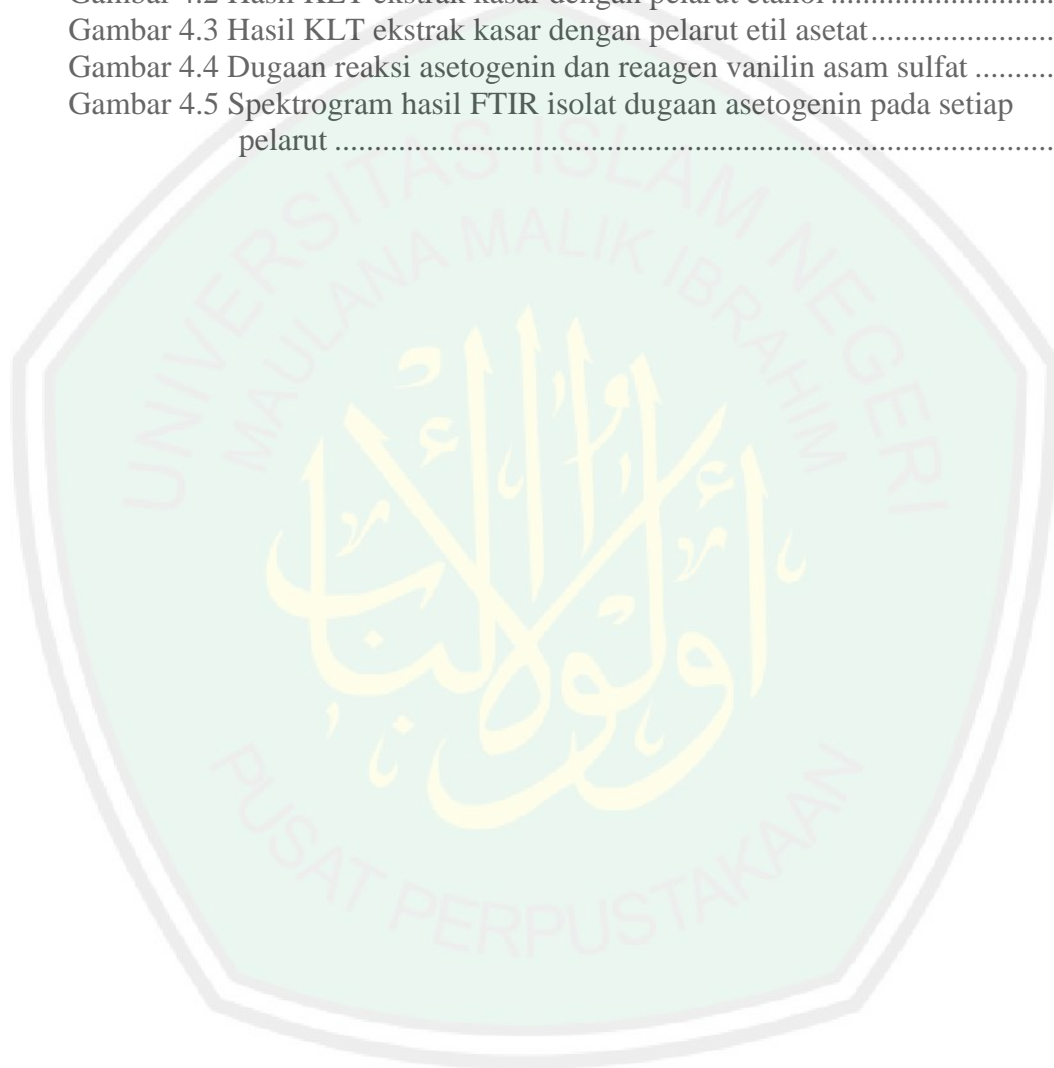 Gambar 4.2 Hasil KLT ekstrak kasar dengan pelarut etanol ............................
Gambar 4.3 Hasil KLT ekstrak kasar dengan pelarut etil asetat.......................
Gambar 4.4 Dugaan reaksi asetogenin dan reaagen vanilin asam sulfat ..........
Gambar 4.5 Spektrogram hasil FTIR isolat dugaan asetogenin pada setiap
pelarut ..........................................................................................
UNIVERSITAS ISLAM NEGERI
MAULANA MALIK IBRAHIM
أولو الألباب
PUSAT PERPUSTAKAAN